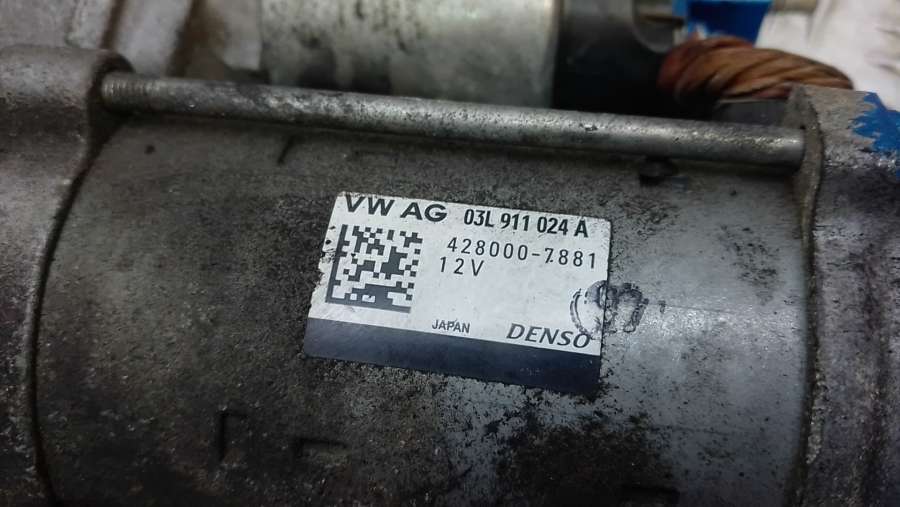 VW AG 03L 911 024 A
428000-7881
12V
JAPAN DENSO